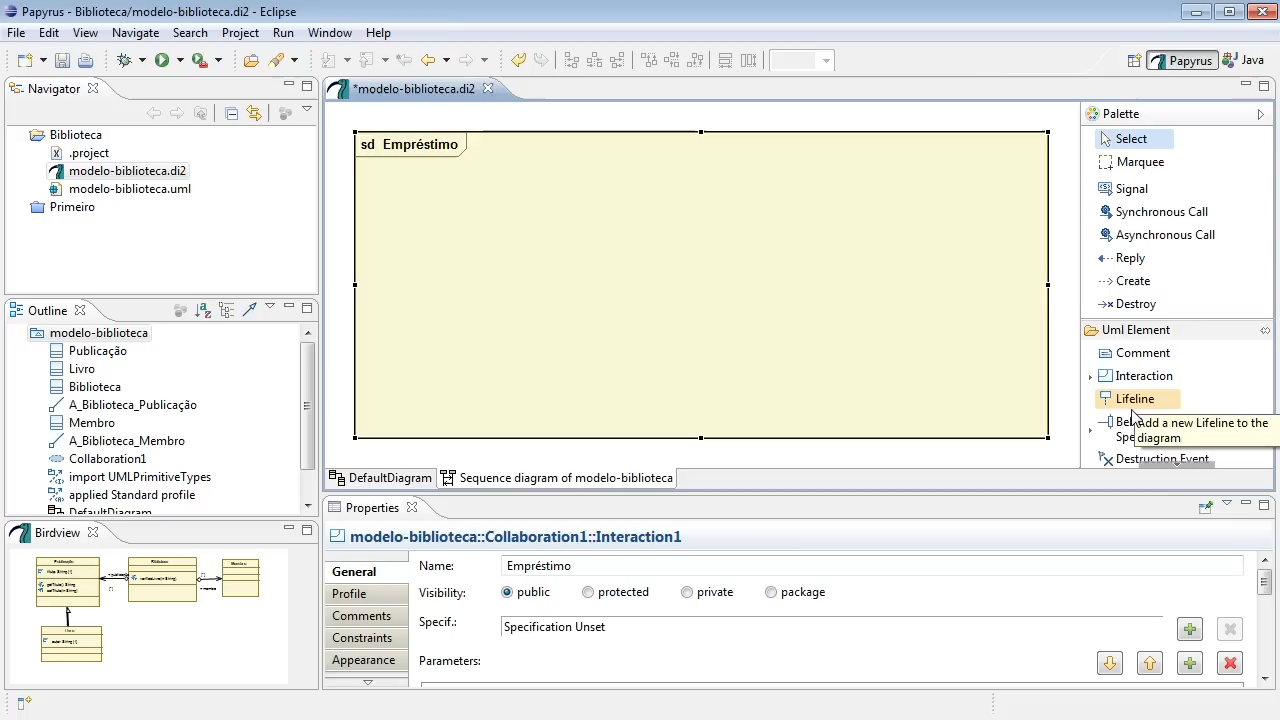 Papyrus - Biblioteca/modelo-biblioteca.di2 - Eclipse
File Edit View Navigate Search Project Run Window Help
Papyrus Java
Navigator
Biblioteca
.project
modelo-biblioteca.di2
modelo-biblioteca.uml
Primeiro
Outline
modelo-biblioteca
Publicação
Livro
Biblioteca
A_Biblioteca_Publicação
Membro
A_Biblioteca_Membro
Collaboration1
import UMLPrimitiveTypes
applied Standard profile
DefaultDiagram
Birdview
*modelo-biblioteca.di2
sd Empréstimo
DefaultDiagram Sequence diagram of modelo-biblioteca
Palette
Select
Marquee
Signal
Synchronous Call
Asynchronous Call
Reply
Create
Destroy
Uml Element
Comment
Interaction
Lifeline
Add a new Lifeline to the
diagram
Destruction Event
Properties
modelo-biblioteca::Collaboration1::Interaction1
General
Profile
Comments
Constraints
Appearance
Name: Empréstimo
Visibility: public protected private package
Specif.: Specification Unset
Parameters: